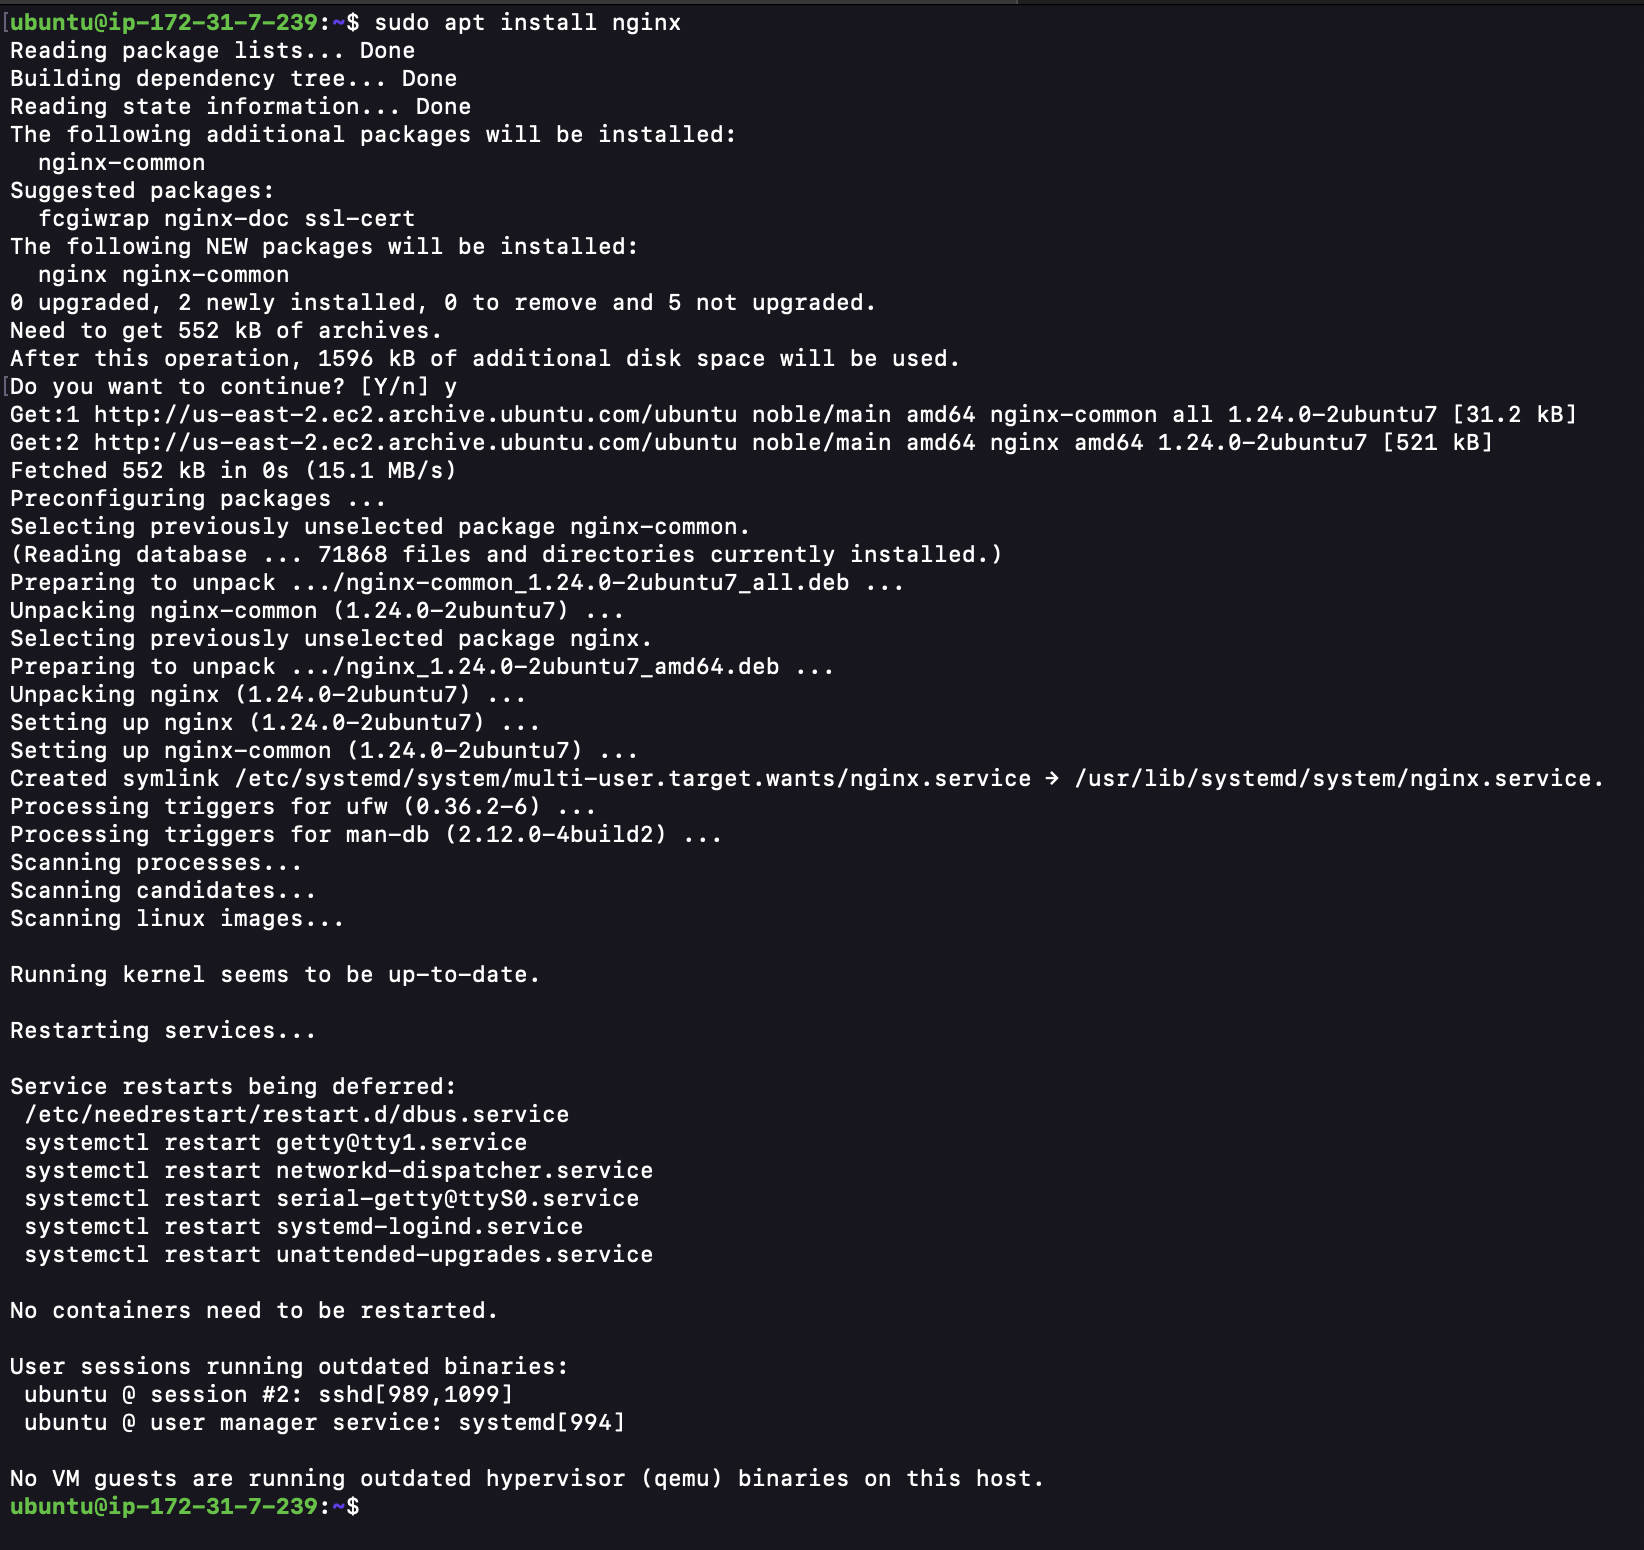 ubuntu@ip-172-31-7-239:~$ sudo apt install nginx
Reading package lists... Done
Building dependency tree... Done
Reading state information... Done
The following additional packages will be installed:
  nginx-common
Suggested packages:
  fcgiwrap nginx-doc ssl-cert
The following NEW packages will be installed:
  nginx nginx-common
0 upgraded, 2 newly installed, 0 to remove and 5 not upgraded.
Need to get 552 kB of archives.
After this operation, 1596 kB of additional disk space will be used.
Do you want to continue? [Y/n] y
Get:1 http://us-east-2.ec2.archive.ubuntu.com/ubuntu noble/main amd64 nginx-common all 1.24.0-2ubuntu7 [31.2 kB]
Get:2 http://us-east-2.ec2.archive.ubuntu.com/ubuntu noble/main amd64 nginx amd64 1.24.0-2ubuntu7 [521 kB]
Fetched 552 kB in 0s (15.1 MB/s)
Preconfiguring packages ...
Selecting previously unselected package nginx-common.
(Reading database ... 71868 files and directories currently installed.)
Preparing to unpack .../nginx-common_1.24.0-2ubuntu7_all.deb ...
Unpacking nginx-common (1.24.0-2ubuntu7) ...
Selecting previously unselected package nginx.
Preparing to unpack .../nginx_1.24.0-2ubuntu7_amd64.deb ...
Unpacking nginx (1.24.0-2ubuntu7) ...
Setting up nginx (1.24.0-2ubuntu7) ...
Setting up nginx-common (1.24.0-2ubuntu7) ...
Created symlink /etc/systemd/system/multi-user.target.wants/nginx.service → /usr/lib/systemd/system/nginx.service.
Processing triggers for ufw (0.36.2-6) ...
Processing triggers for man-db (2.12.0-4build2) ...
Scanning processes...
Scanning candidates...
Scanning linux images...

Running kernel seems to be up-to-date.

Restarting services...

Service restarts being deferred:
 /etc/needrestart/restart.d/dbus.service
 systemctl restart getty@tty1.service
 systemctl restart networkd-dispatcher.service
 systemctl restart serial-getty@ttyS0.service
 systemctl restart systemd-logind.service
 systemctl restart unattended-upgrades.service

No containers need to be restarted.

User sessions running outdated binaries:
 ubuntu @ session #2: sshd[989,1099]
 ubuntu @ user manager service: systemd[994]

No VM guests are running outdated hypervisor (qemu) binaries on this host.
ubuntu@ip-172-31-7-239:~$